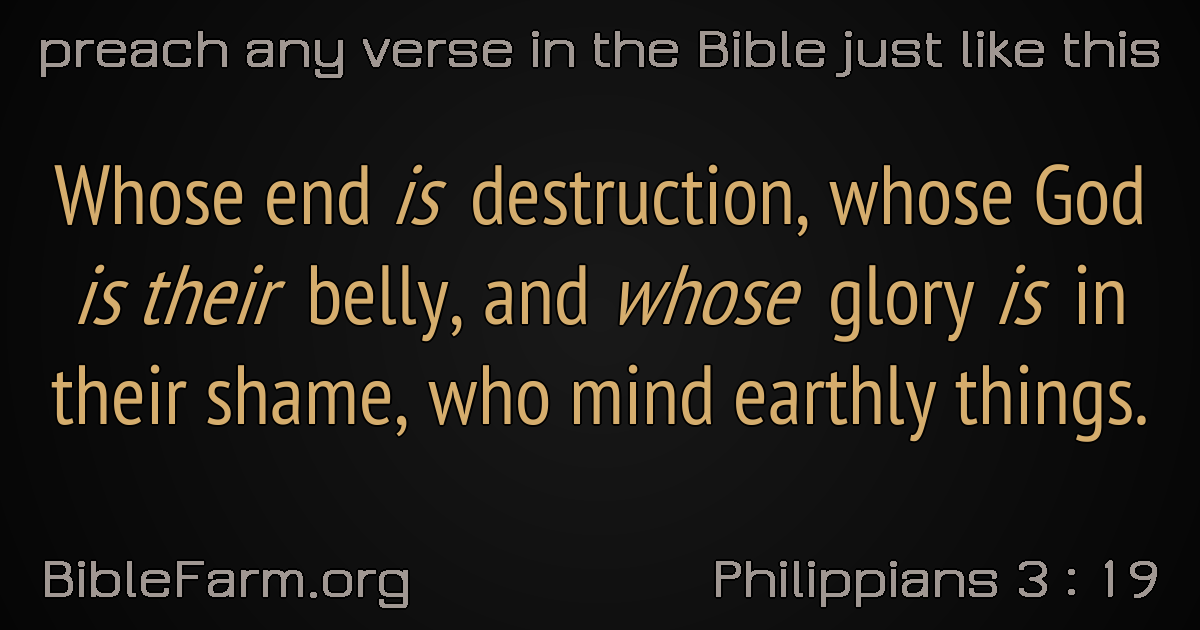 preach any verse in the Bible just like this
Whose end is destruction, whose God
is their belly, and whose glory is in
their shame, who mind earthly things.
BibleFarm.org
Philippians 3 : 19